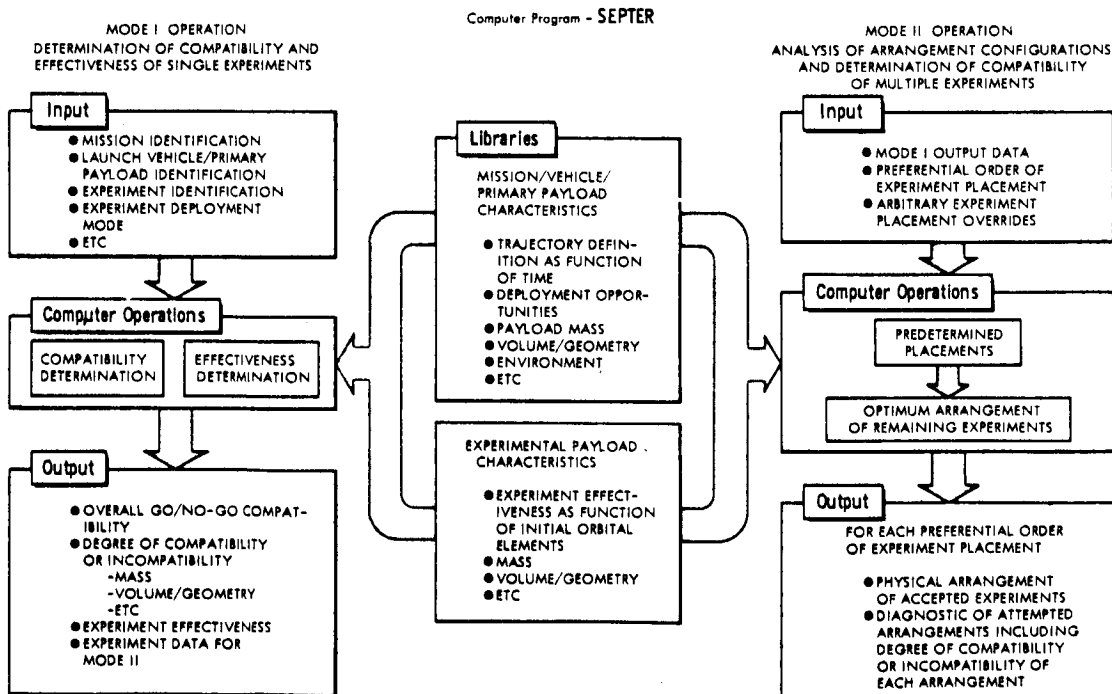 Computer Program - SEPTER
MODE I OPERATION
DETERMINATION OF COMPATIBILITY AND
EFFECTIVENESS OF SINGLE EXPERIMENTS
Input
● MISSION IDENTIFICATION
● LAUNCH VEHICLE/PRIMARY
PAYLOAD IDENTIFICATION
● EXPERIMENT IDENTIFICATION
● EXPERIMENT DEPLOYMENT
MODE
● ETC
Computer Operations
COMPATIBILITY
DETERMINATION
EFFECTIVENESS
DETERMINATION
Output
● OVERALL GO/NO-GO COMPAT-
IBILITY
● DEGREE OF COMPATIBILITY
OR INCOMPATIBILITY
-MASS
-VOLUME/GEOMETRY
-ETC
● EXPERIMENT EFFECTIVENESS
● EXPERIMENT DATA FOR
MODE II
Libraries
MISSION/VEHICLE/
PRIMARY PAYLOAD
CHARACTERISTICS
● TRAJECTORY DEFIN-
ITION AS FUNCTION
OF TIME
● DEPLOYMENT OPPOR-
TUNITIES
● PAYLOAD MASS
● VOLUME/GEOMETRY
● ENVIRONMENT
● ETC
EXPERIMENTAL PAYLOAD
CHARACTERISTICS
● EXPERIMENT EFFECT-
IVENESS AS FUNCTION
OF INITIAL ORBITAL
ELEMENTS
● MASS
● VOLUME/GEOMETRY
● ETC
MODE II OPERATION
ANALYSIS OF ARRANGEMENT CONFIGURATIONS
AND DETERMINATION OF COMPATIBILITY
OF MULTIPLE EXPERIMENTS
Input
● MODE I OUTPUT DATA
● PREFERENTIAL ORDER OF
EXPERIMENT PLACEMENT
● ARBITRARY EXPERIMENT
PLACEMENT OVERRIDES
Computer Operations
PREDETERMINED
PLACEMENTS
OPTIMUM ARRANGEMENT
OF REMAINING EXPERIMENTS
Output
FOR EACH PREFERENTIAL ORDER
OF EXPERIMENT PLACEMENT
● PHYSICAL ARRANGEMENT
OF ACCEPTED EXPERIMENTS
● DIAGNOSTIC OF ATTEMPTED
ARRANGEMENTS INCLUDING
DEGREE OF COMPATIBILITY
OR INCOMPATIBILITY OF
EACH ARRANGEMENT